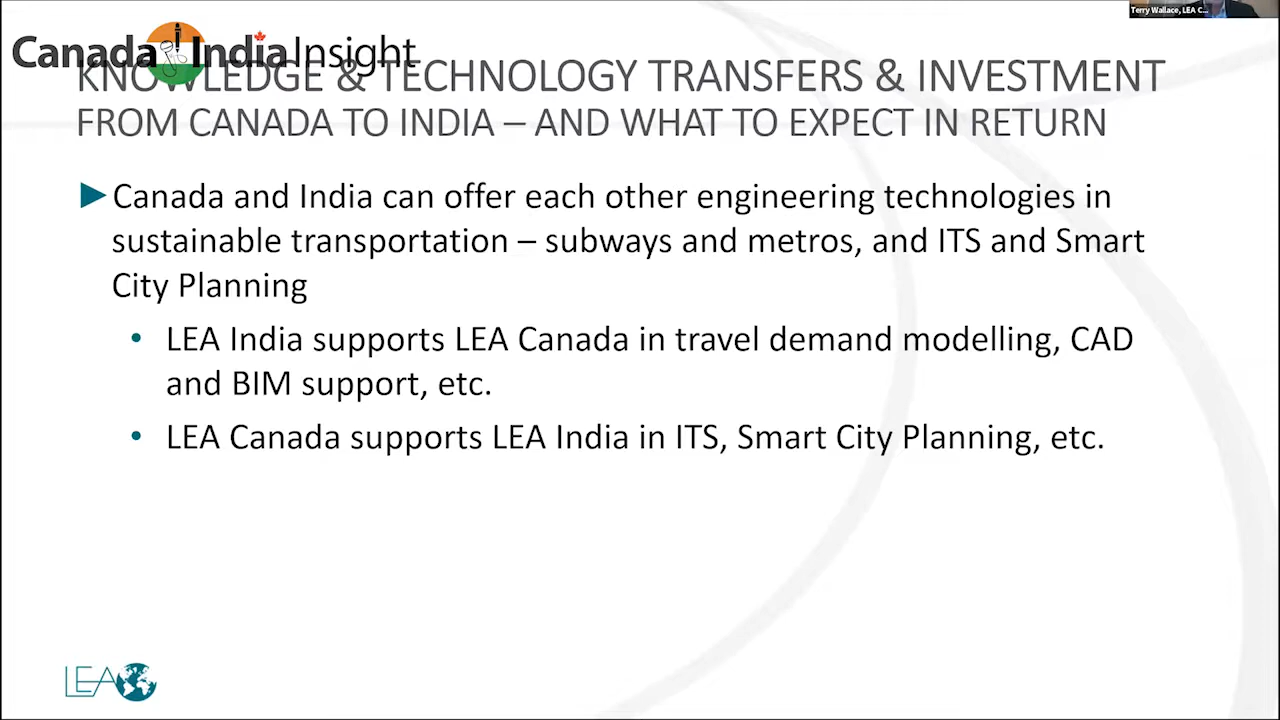 Terry Wallace, LEA C...
Canada India Insight
KNOWLEDGE & TECHNOLOGY TRANSFERS & INVESTMENT
FROM CANADA TO INDIA – AND WHAT TO EXPECT IN RETURN
►Canada and India can offer each other engineering technologies in
sustainable transportation – subways and metros, and ITS and Smart
City Planning
• LEA India supports LEA Canada in travel demand modelling, CAD
and BIM support, etc.
• LEA Canada supports LEA India in ITS, Smart City Planning, etc.
LEA